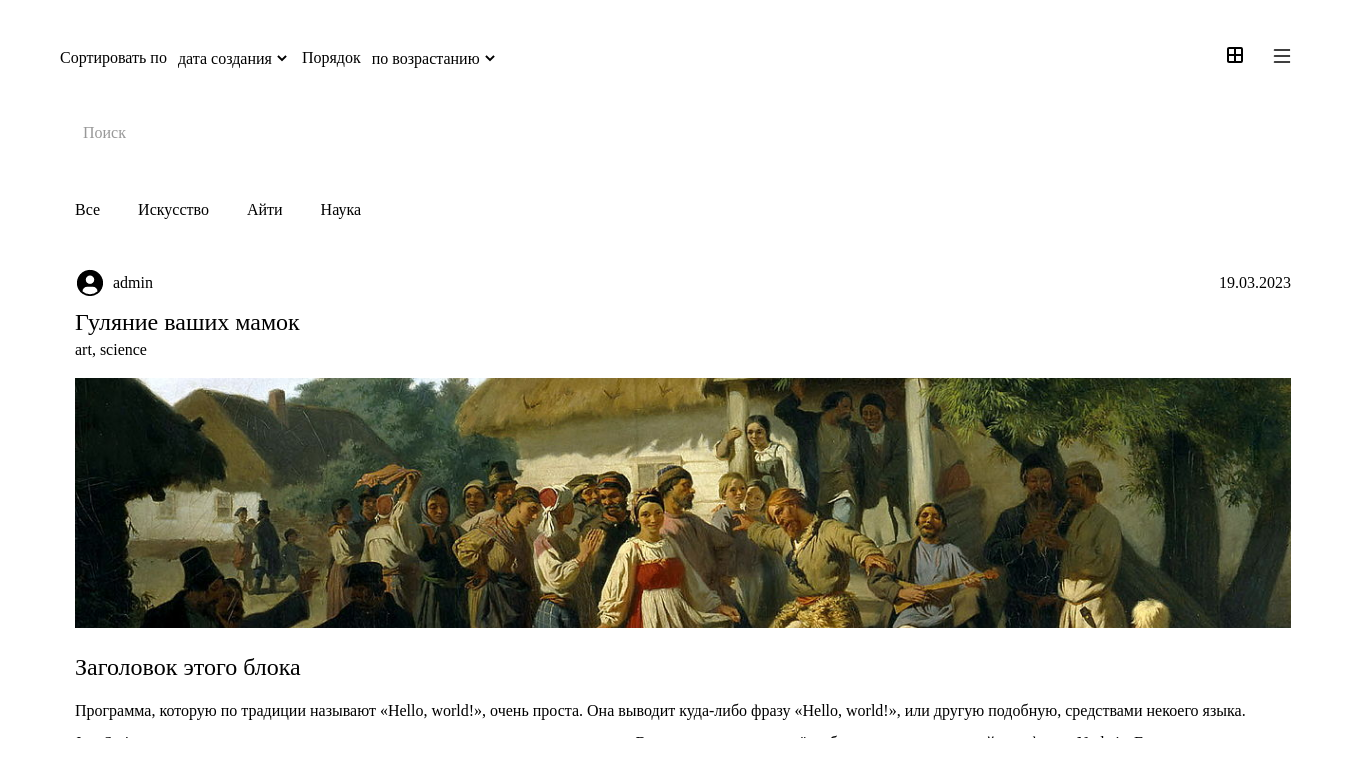 Сортировать по дата создания Порядок по возрастанию
Поиск
Все Искусство Айти Наука
admin 19.03.2023
Гуляние ваших мамок
art, science
Заголовок этого блока
Программа, которую по традиции называют «Hello, world!», очень проста. Она выводит куда-либо фразу «Hello, world!», или другую подобную, средствами некоего языка.